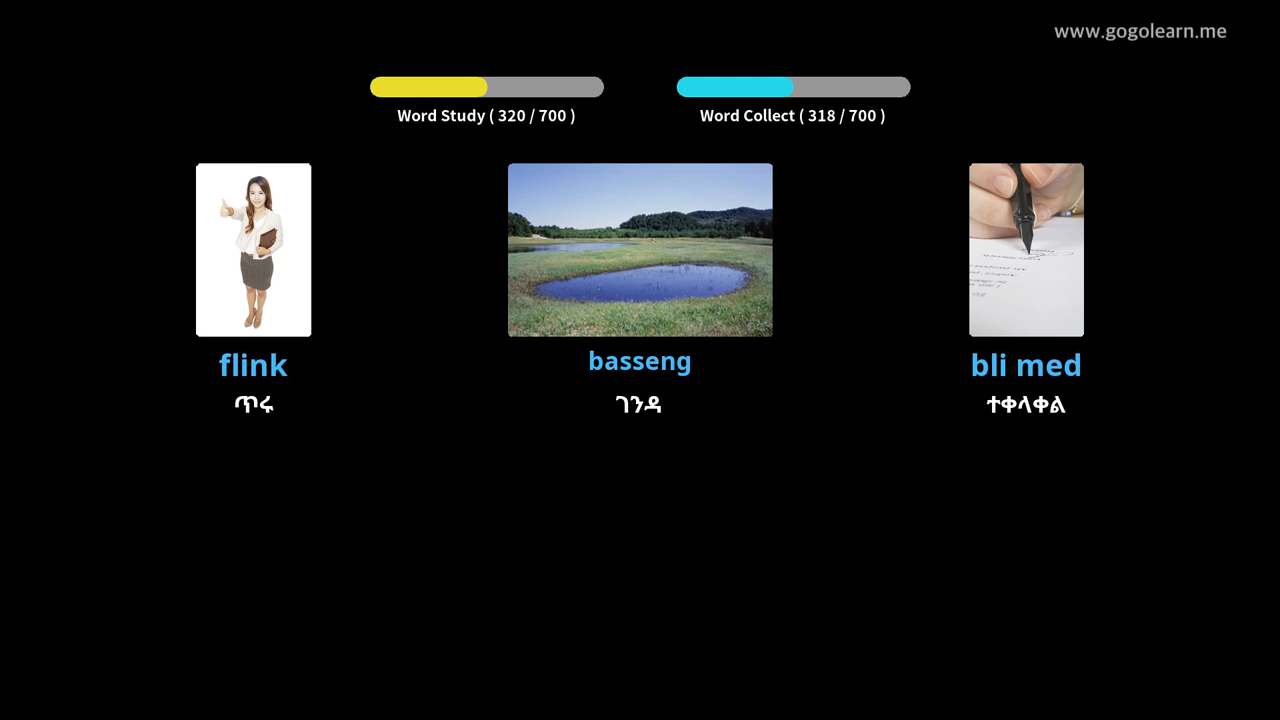 www.gogolearn.me
Word Study ( 320 / 700 )
Word Collect ( 318 / 700 )
flink
basseng
bli med
ጥሩ
ገንዳ
ተቀላቀል